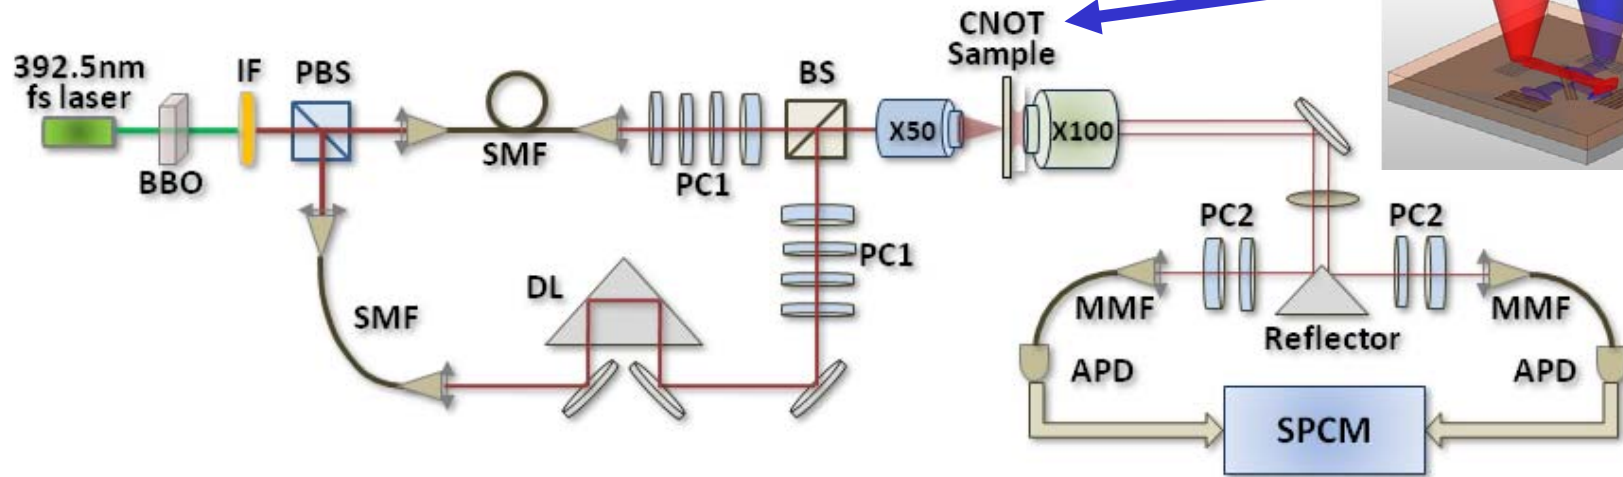 392.5nm
fs laser
IF
PBS
BBO
SMF
PC1
BS
CNOT
Sample
X50
X100
PC1
DL
SMF
PC2
PC2
MMF
MMF
Reflector
APD
APD
SPCM